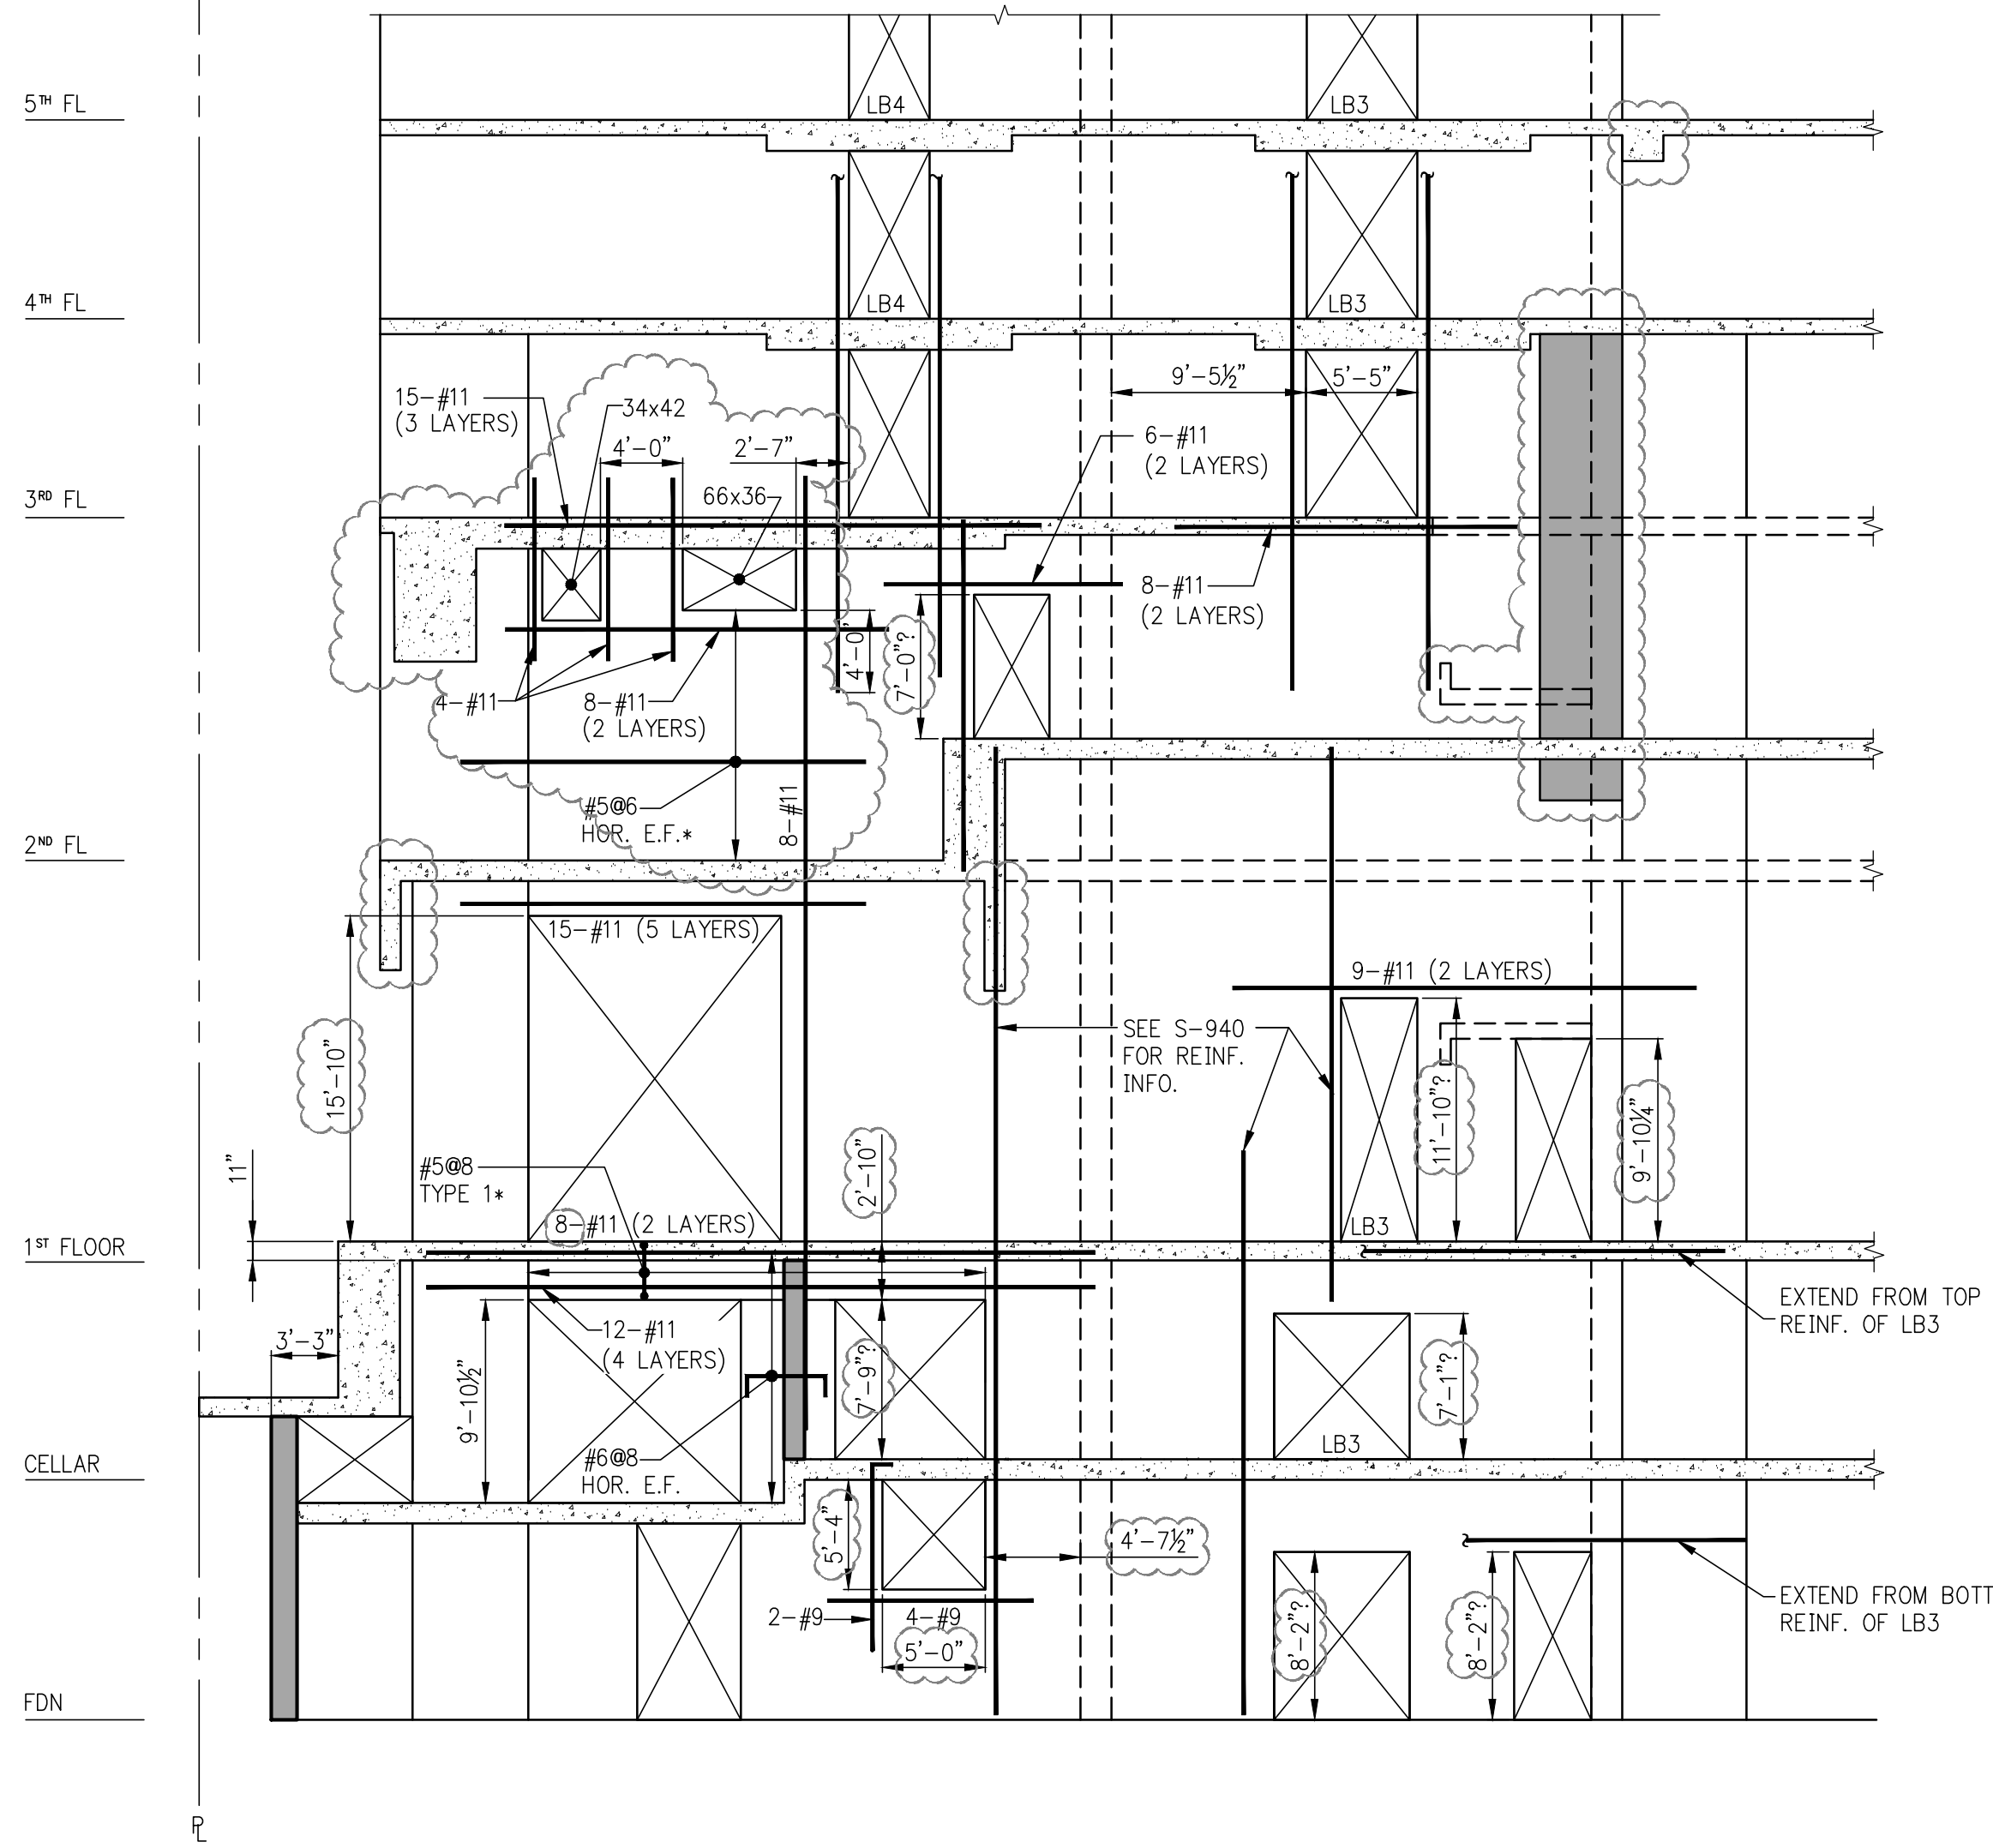 5TH FL
LB4
LB3
4TH FL
LB4
LB3
9'-5½"
5'-5"
15-#11
(3 LAYERS)
34x42
4'-0"
2'-7"
6-#11
(2 LAYERS)
66x36
3RD FL
8-#11
(2 LAYERS)
4'-0"
7'-0"?
4-#11
8-#11
(2 LAYERS)
#5@6
HOR. E.F.*
8-#11
2ND FL
15-#11 (5 LAYERS)
9-#11 (2 LAYERS)
SEE S-940
FOR REINF.
INFO.
15'-10"
11'-10"?
9'-10¼"
2'-10"
11"
#5@8
TYPE 1*
8-#11 (2 LAYERS)
LB3
1ST FLOOR
EXTEND FROM TOP
REINF. OF LB3
3'-3"
12-#11
(4 LAYERS)
9'-10½"
7'-9"?
7'-1"?
LB3
CELLAR
#6@8
HOR. E.F.
5'-4"
4'-7½"
2-#9
4-#9
5'-0"
8'-2"?
8'-2"?
EXTEND FROM BOTT
REINF. OF LB3
FDN
PL